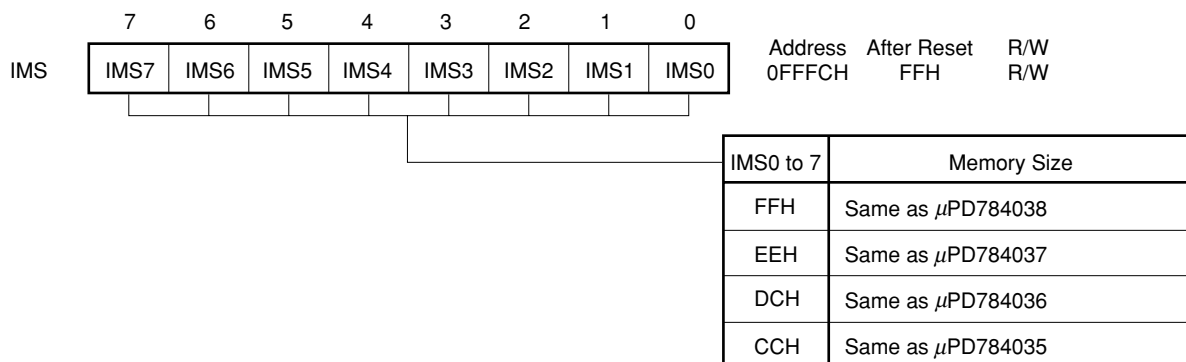 7 6 5 4 3 2 1 0
IMS IMS7 IMS6 IMS5 IMS4 IMS3 IMS2 IMS1 IMS0
Address After Reset R/W
0FFFCH FFH R/W
IMS0 to 7 Memory Size
FFH Same as μPD784038
EEH Same as μPD784037
DCH Same as μPD784036
CCH Same as μPD784035